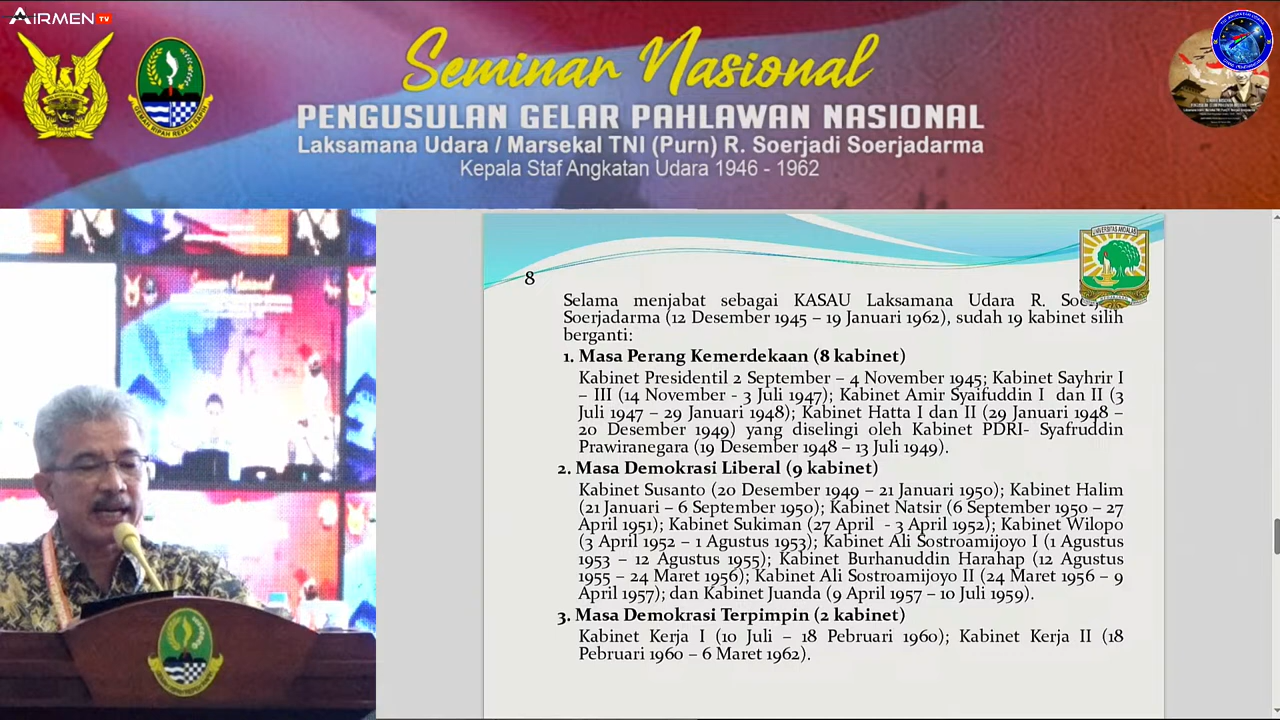 AIRMEN TV
Seminar Nasional
PENGUSULAN GELAR PAHLAWAN NASIONAL
Laksamana Udara / Marsekal TNI (Purn) R. Soerjadi Soerjadarma
Kepala Staf Angkatan Udara 1946 - 1962
UNIVERSITAS ANDALAS
8
Selama menjabat sebagai KASAU Laksamana Udara R.
Soerjadarma (12 Desember 1945 – 19 Januari 1962), sudah 19 kabinet silih
berganti:
1. Masa Perang Kemerdekaan (8 kabinet)
Kabinet Presidentil 2 September – 4 November 1945; Kabinet Sayhrir I
– III (14 November - 3 Juli 1947); Kabinet Amir Syaifuddin I dan II (3
Juli 1947 – 29 Januari 1948); Kabinet Hatta I dan II (29 Januari 1948 –
20 Desember 1949) yang diselingi oleh Kabinet PDRI- Syafruddin
Prawiranegara (19 Desember 1948 – 13 Juli 1949).
2. Masa Demokrasi Liberal (9 kabinet)
Kabinet Susanto (20 Desember 1949 – 21 Januari 1950); Kabinet Halim
(21 Januari – 6 September 1950); Kabinet Natsir (6 September 1950 – 27
April 1951); Kabinet Sukiman (27 April - 3 April 1952); Kabinet Wilopo
(3 April 1952 – 1 Agustus 1953); Kabinet Ali Sostroamijoyo I (1 Agustus
1953 – 12 Agustus 1955); Kabinet Burhanuddin Harahap (12 Agustus
1955 – 24 Maret 1956); Kabinet Ali Sostroamijoyo II (24 Maret 1956 – 9
April 1957); dan Kabinet Juanda (9 April 1957 – 10 Juli 1959).
3. Masa Demokrasi Terpimpin (2 kabinet)
Kabinet Kerja I (10 Juli – 18 Pebruari 1960); Kabinet Kerja II (18
Pebruari 1960 – 6 Maret 1962).